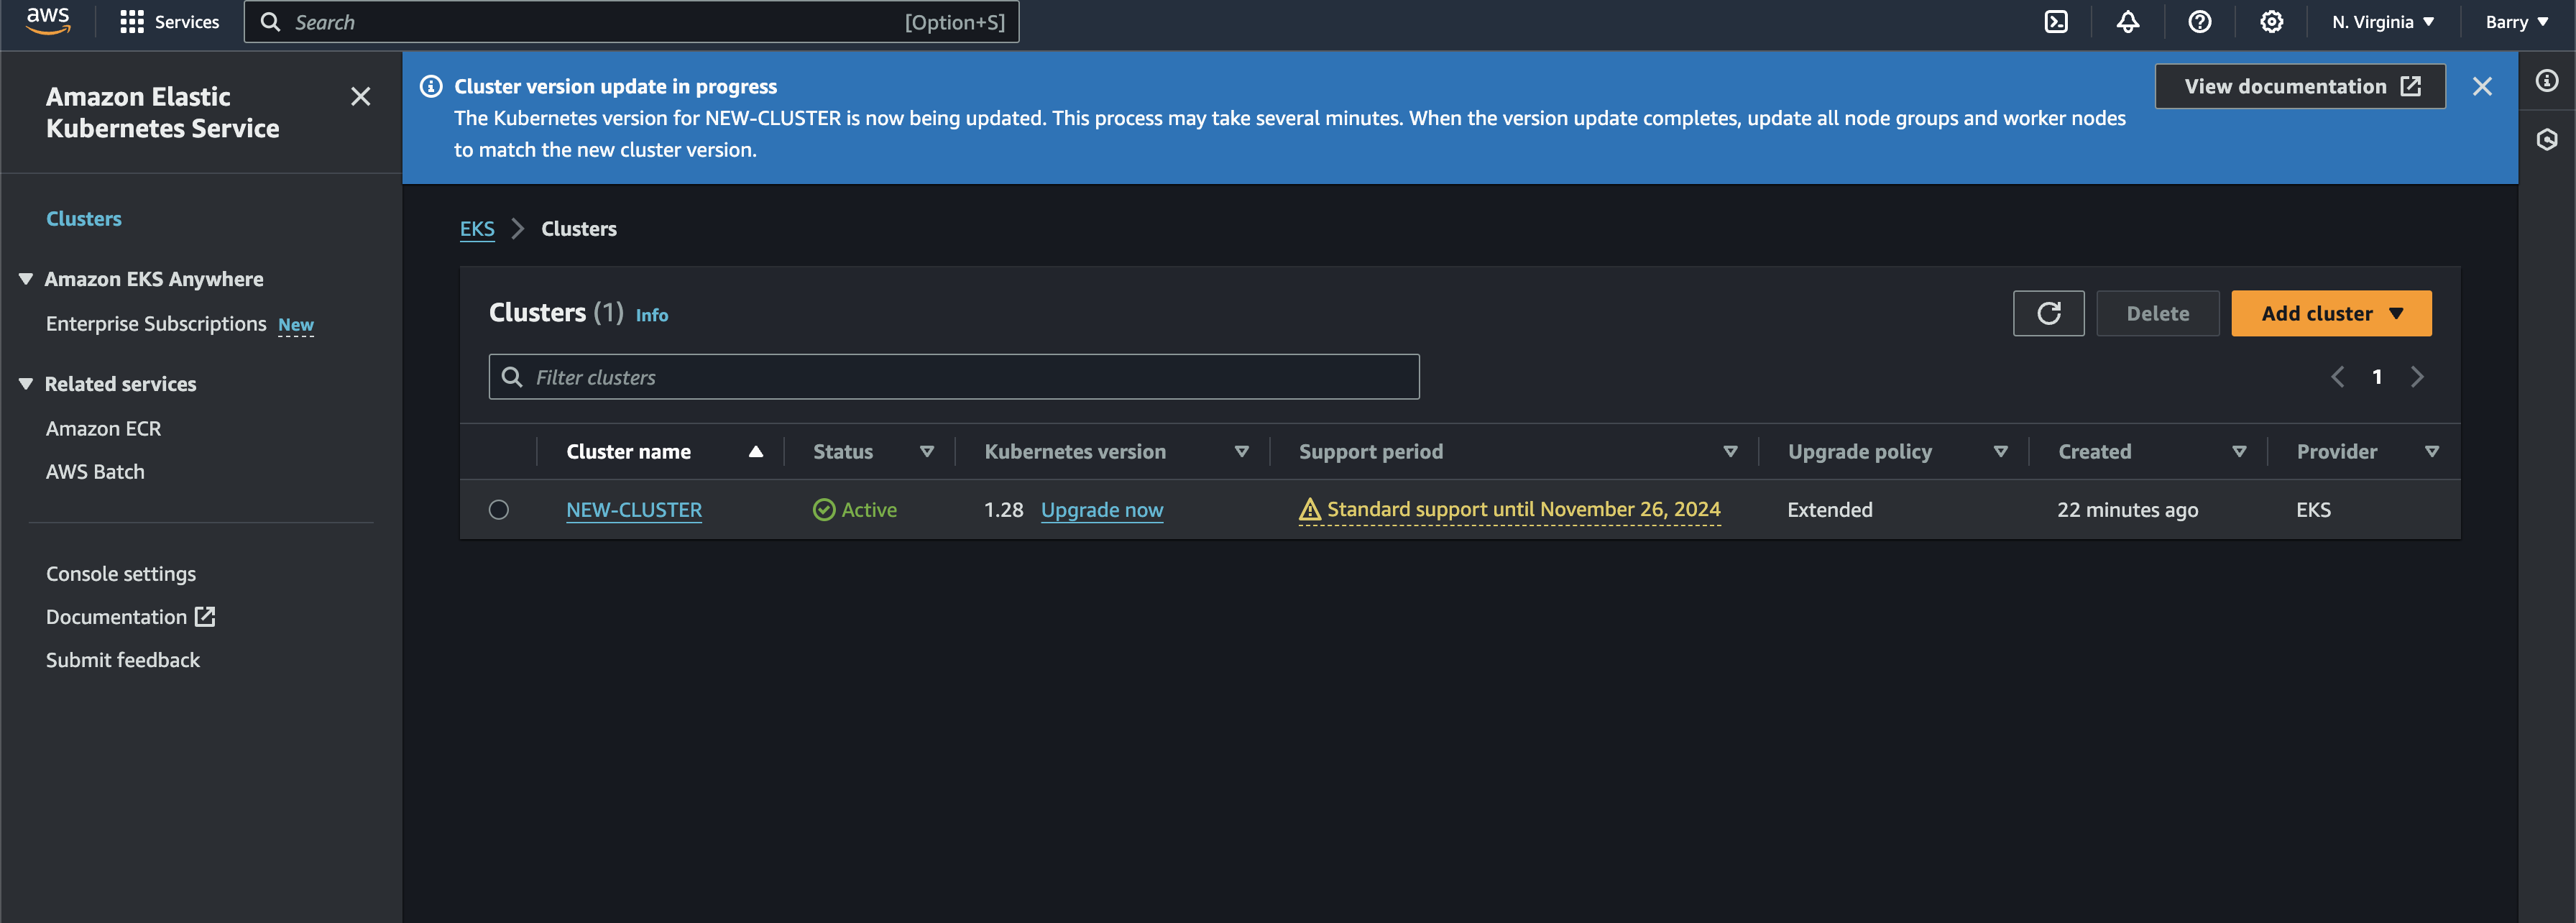 aws
Services
Search [Option+S]
N. Virginia
Barry
Amazon Elastic
Kubernetes Service
Clusters
Amazon EKS Anywhere
Enterprise Subscriptions New
Related services
Amazon ECR
AWS Batch
Console settings
Documentation
Submit feedback
Cluster version update in progress
The Kubernetes version for NEW-CLUSTER is now being updated. This process may take several minutes. When the version update completes, update all node groups and worker nodes
to match the new cluster version.
View documentation
EKS Clusters
Clusters (1) Info
Delete
Add cluster
Filter clusters
1
Cluster name Status Kubernetes version Support period Upgrade policy Created Provider
NEW-CLUSTER Active 1.28 Upgrade now Standard support until November 26, 2024 Extended 22 minutes ago EKS